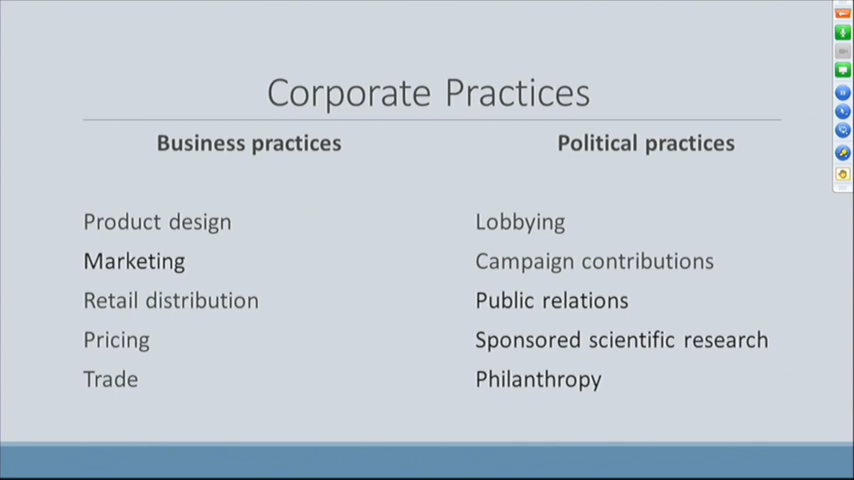 Corporate Practices
Business practices
Political practices
Product design
Marketing
Retail distribution
Pricing
Trade
Lobbying
Campaign contributions
Public relations
Sponsored scientific research
Philanthropy